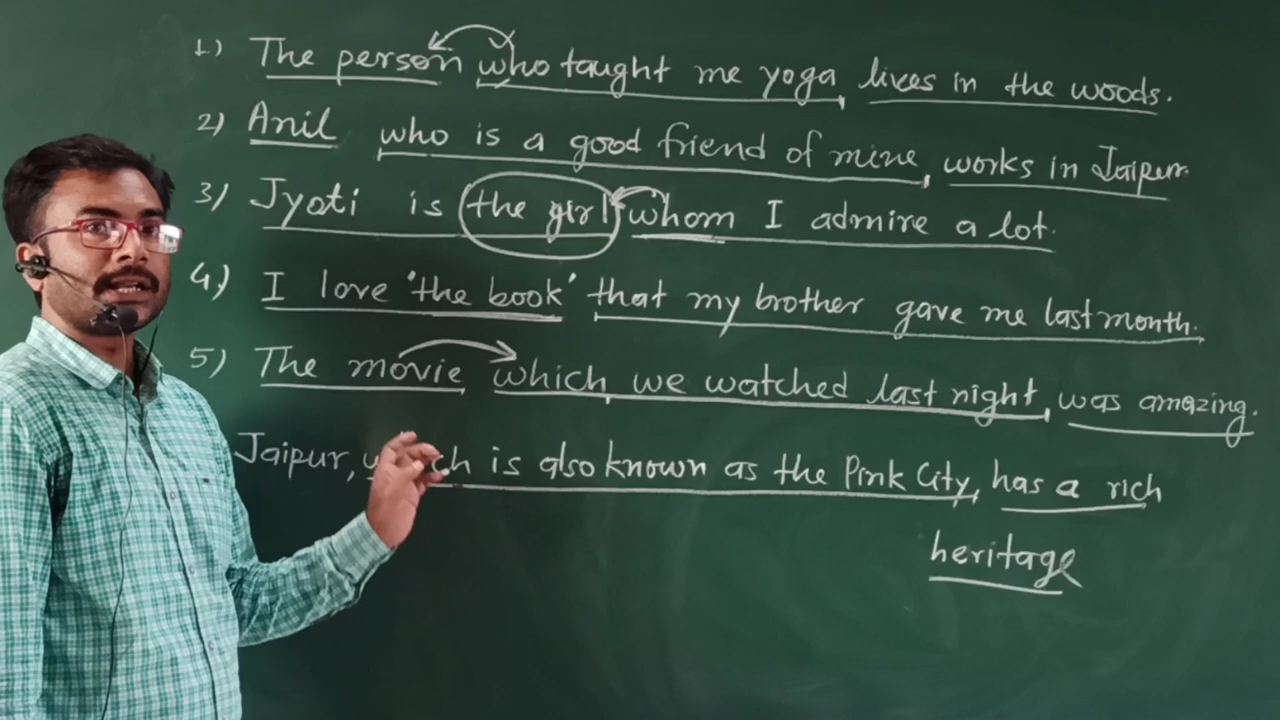 1) The person who taught me yoga, lives in the woods.
2) Anil who is a good friend of mine, works in Jaipur.
3) Jyoti is the girl whom I admire a lot.
4) I love 'the book' that my brother gave me last month.
5) The movie which, we watched last night, was amazing.
Jaipur, which is also known as the Pink City, has a rich
heritage